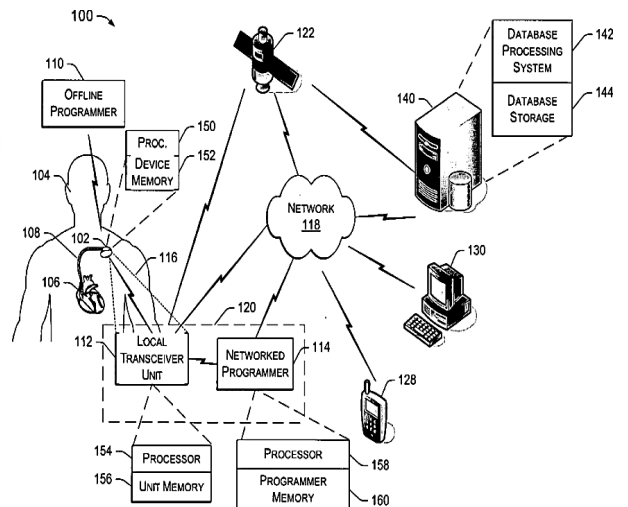 100
110
OFFLINE
PROGRAMMER
122
142
DATABASE
PROCESSING
SYSTEM
144
DATABASE
STORAGE
140
150
PROC.
152
DEVICE
MEMORY
104
108
102
116
106
NETWORK
118
130
120
112
LOCAL
TRANSCEIVER
UNIT
NETWORKED
PROGRAMMER
114
128
154
PROCESSOR
156
UNIT MEMORY
PROCESSOR
158
PROGRAMMER
MEMORY
160